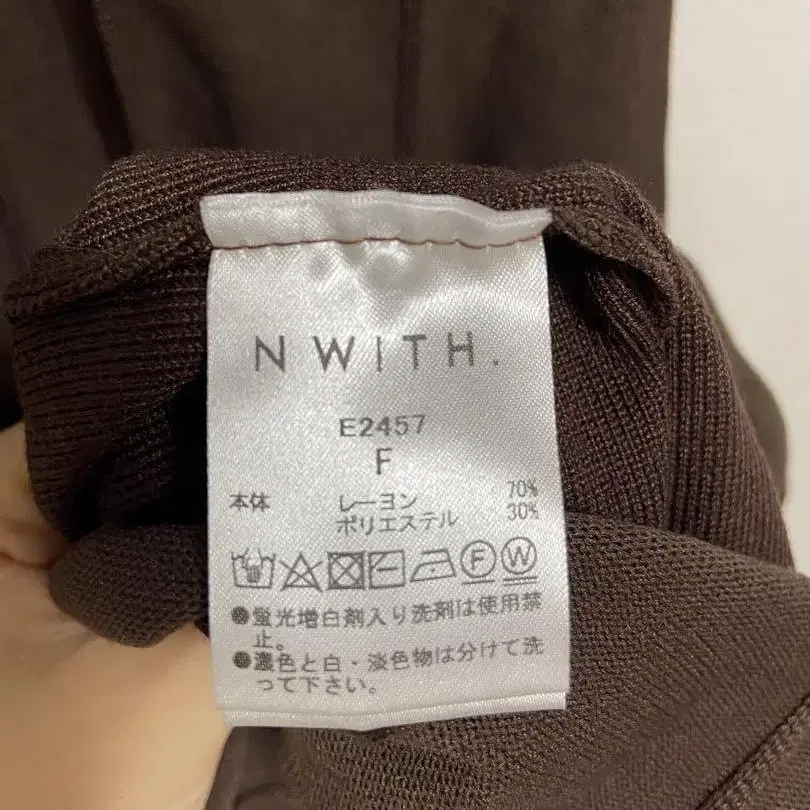 N WITH.
E2457
F
本体 レーヨン 70%
ポリエステル 30%
F W
●蛍光増白剤入り洗剤は使用禁
止。
●濃色と白・淡色物は分けて洗
って下さい。